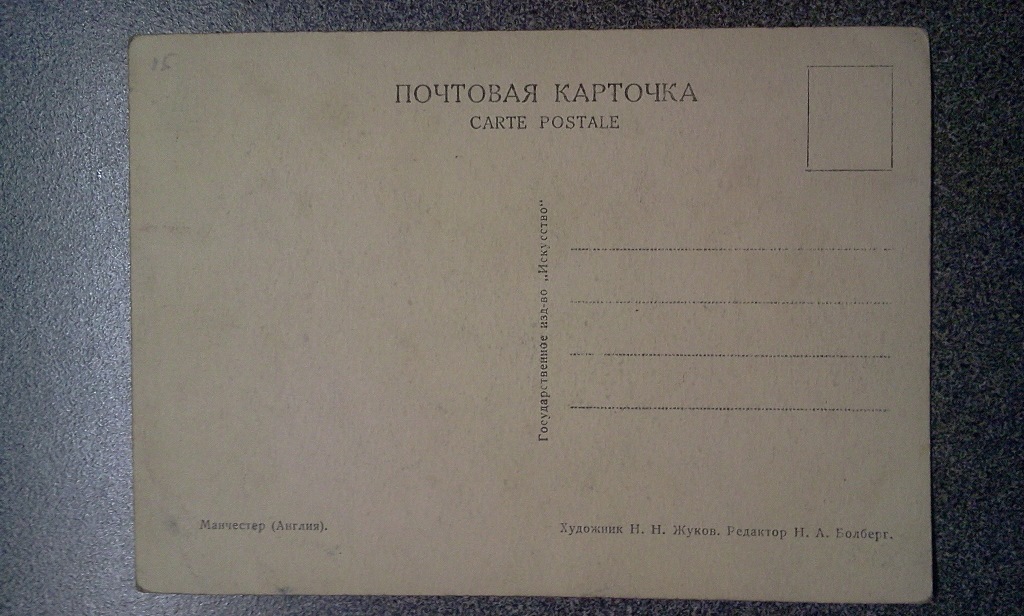 ПОЧТОВАЯ КАРТОЧКА
CARTE POSTALE
Государственное изд-во „Искусство“
Манчестер (Англия).
Художник Н. Н. Жуков. Редактор Н. А. Болберг.